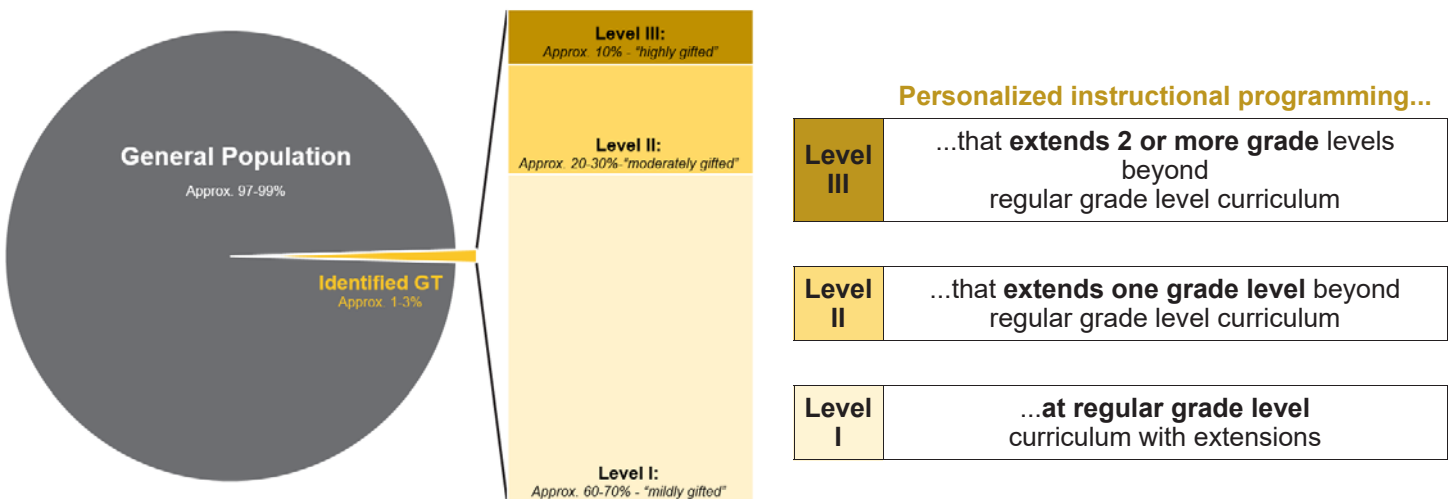 General Population
Approx. 97-99%
Identified GT
Approx. 1-3%
Level III:
Approx. 10% - “highly gifted”
Level II:
Approx. 20-30%-“moderately gifted”
Level I:
Approx. 60-70% - “mildly gifted”
Personalized instructional programming...
Level
III
...that extends 2 or more grade levels
beyond
regular grade level curriculum
Level
II
...that extends one grade level beyond
regular grade level curriculum
Level
I
...at regular grade level
curriculum with extensions